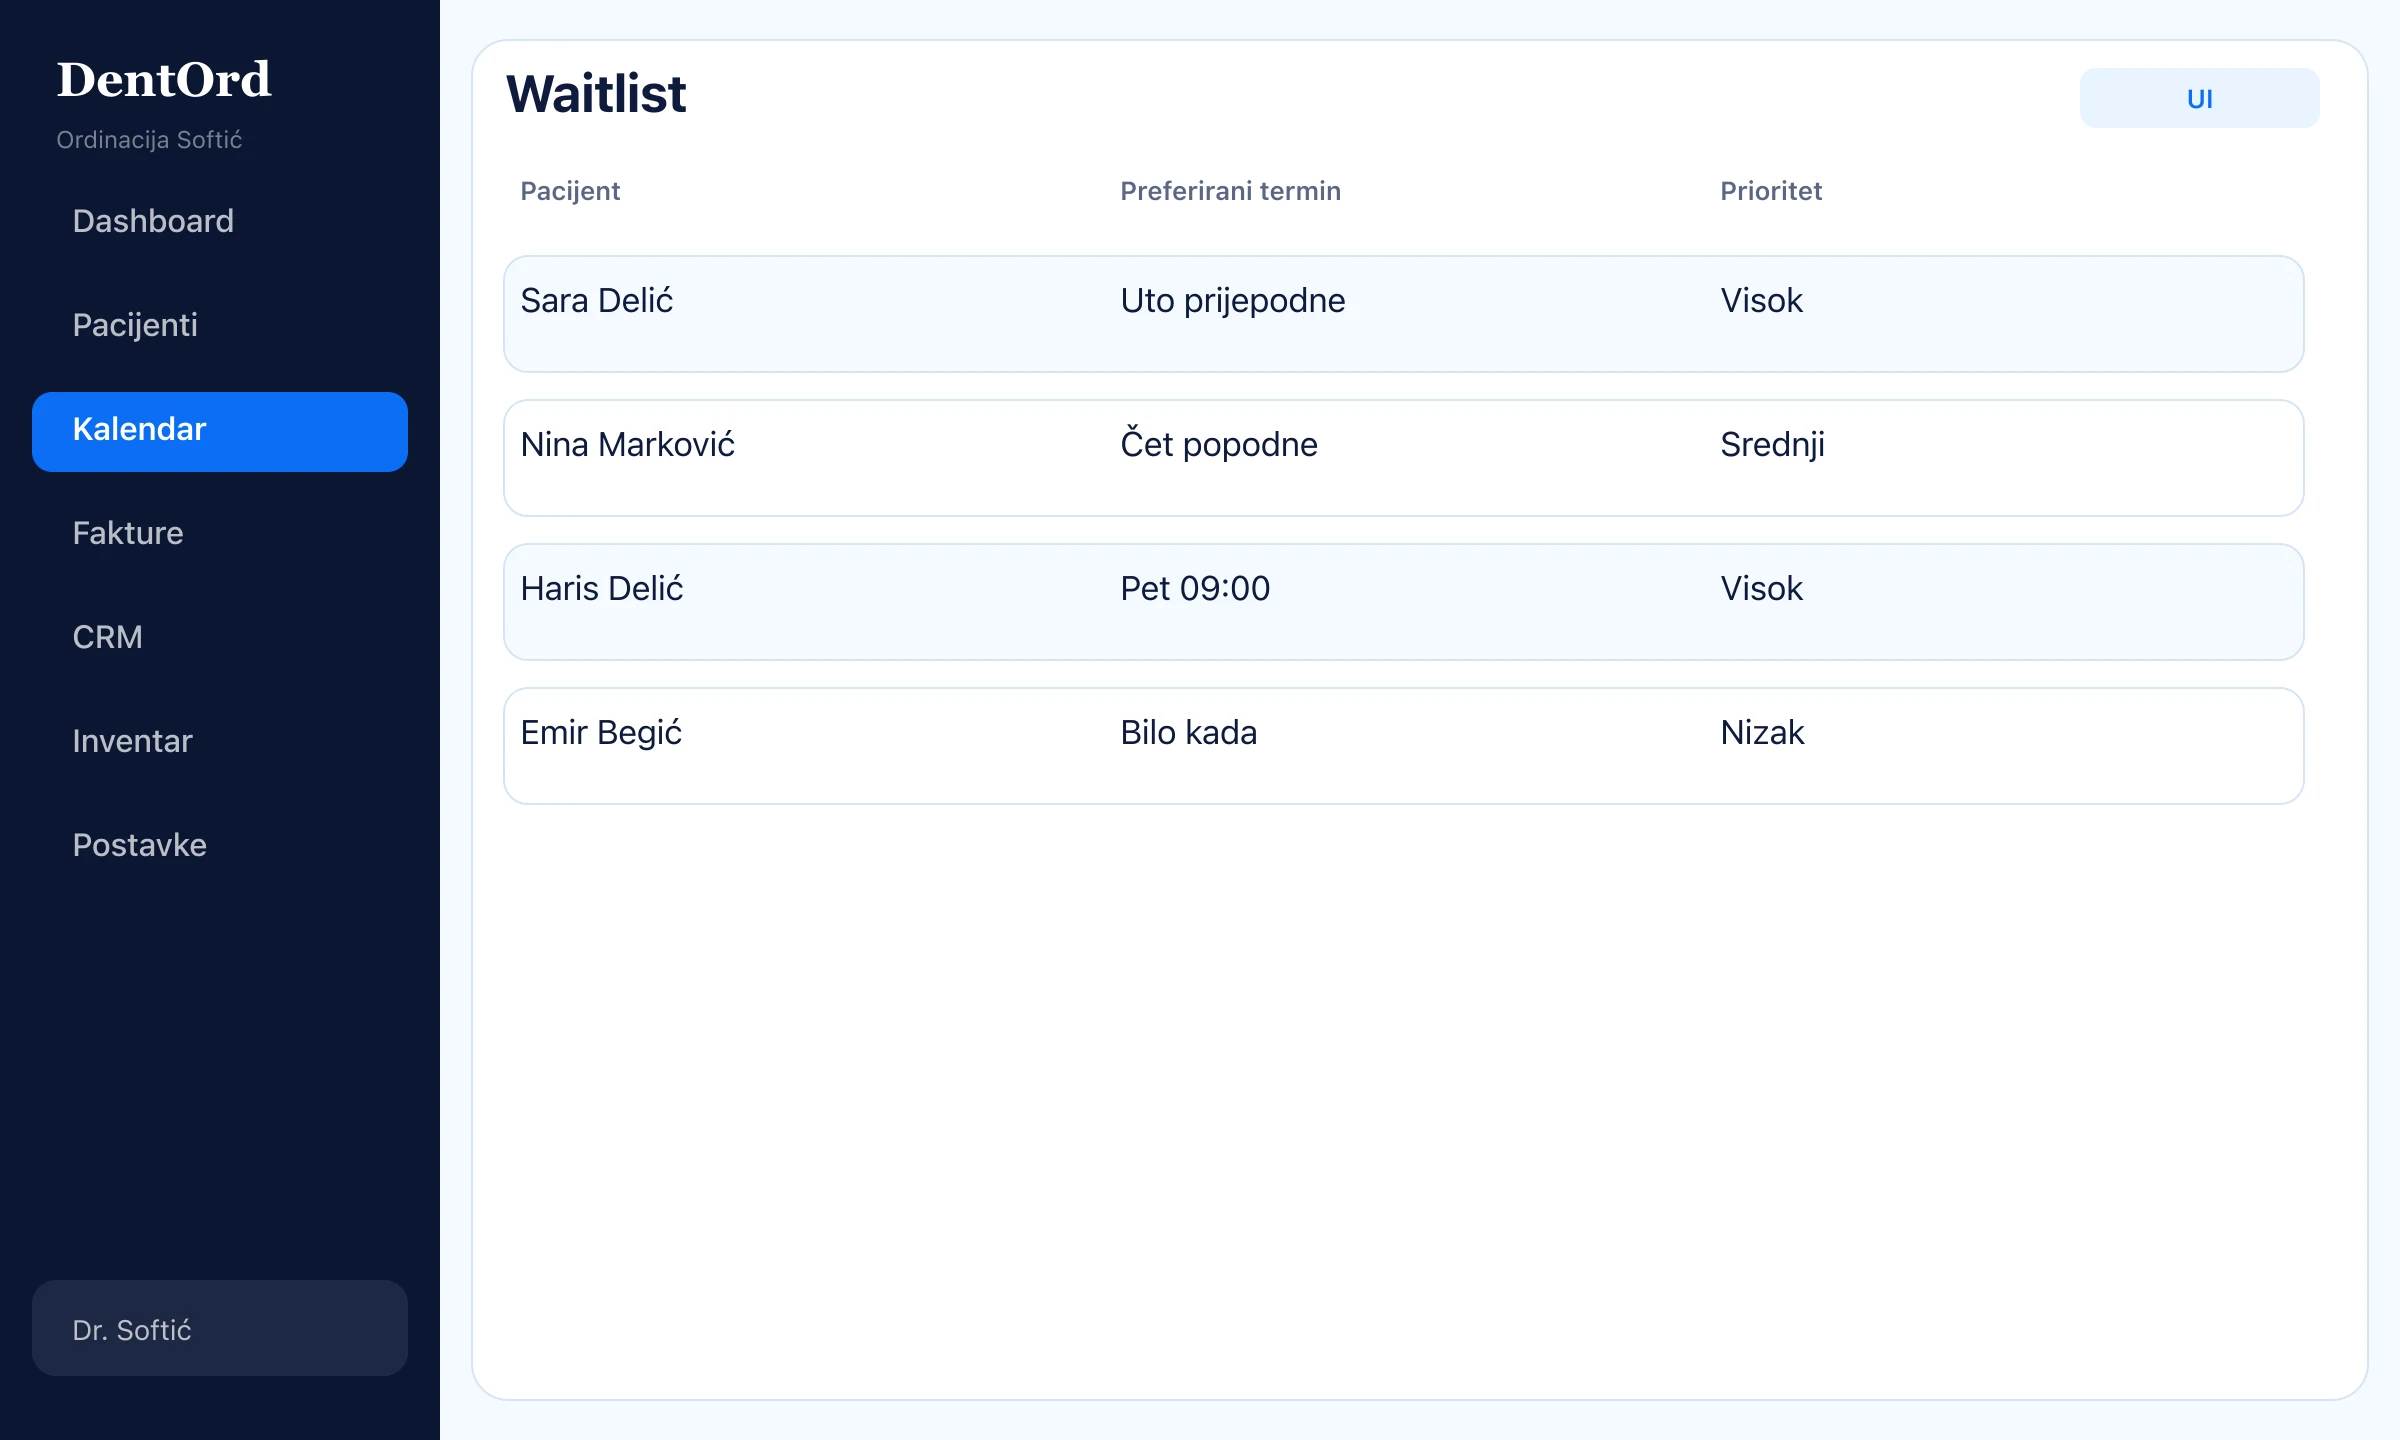 DentOrd
Ordinacija Softić
Dashboard
Pacijenti
Kalendar
Fakture
CRM
Inventar
Postavke
Dr. Softić
Waitlist
UI
Pacijent Preferirani termin Prioritet
Sara Delić Uto prijepodne Visok
Nina Marković Čet popodne Srednji
Haris Delić Pet 09:00 Visok
Emir Begić Bilo kada Nizak